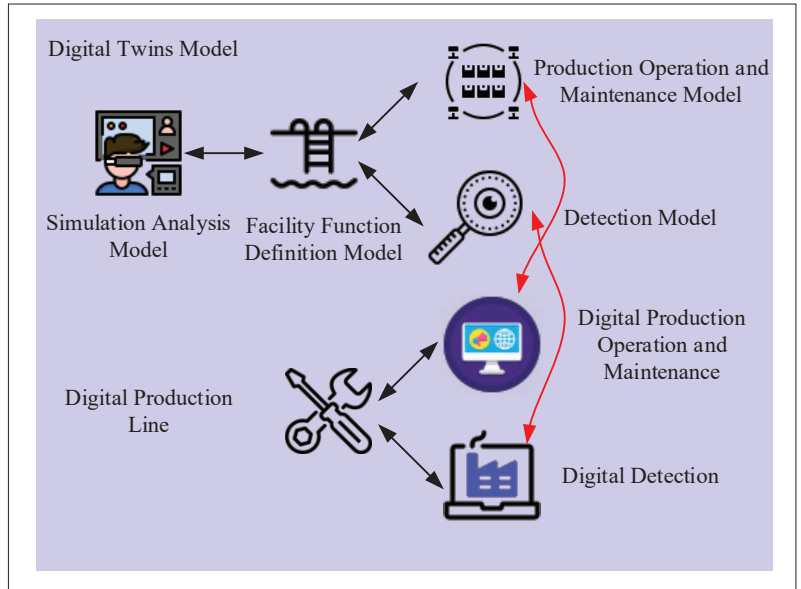 Digital Twins Model
Production Operation and
Maintenance Model
Simulation Analysis
Model
Facility Function
Definition Model
Detection Model
Digital Production
Operation and
Maintenance
Digital Production
Line
Digital Detection